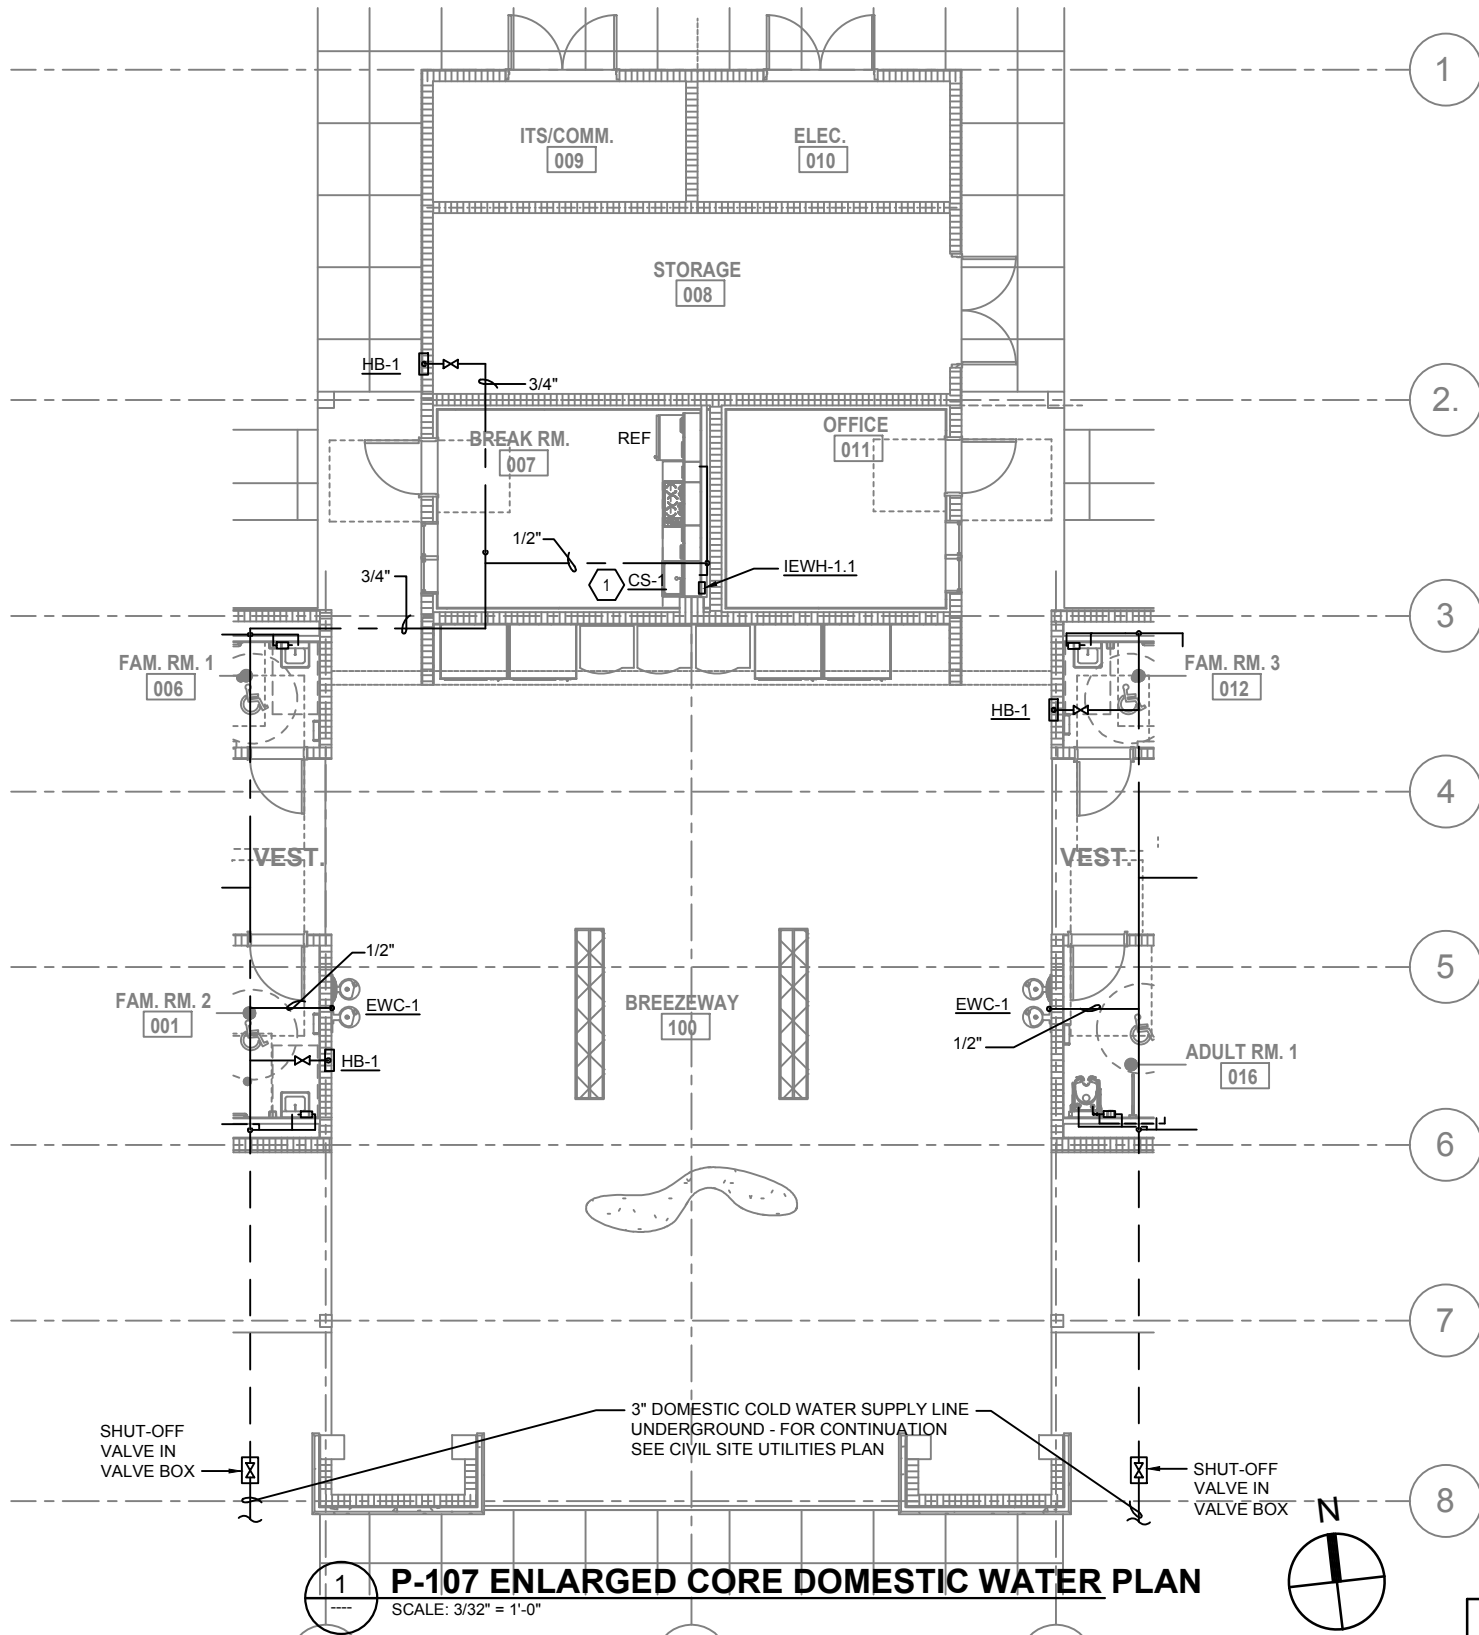 1
ITS/COMM.
009
ELEC.
010
STORAGE
008
HB-1
3/4"
2.
BREAK RM.
007
REF
OFFICE
011
1/2"
3/4"
1
CS-1
IEWH-1.1
3
FAM. RM. 1
006
FAM. RM. 3
012
HB-1
4
VEST.
VEST.
1/2"
5
FAM. RM. 2
001
EWC-1
BREEZEWAY
100
EWC-1
1/2"
HB-1
ADULT RM. 1
016
6
7
3" DOMESTIC COLD WATER SUPPLY LINE
UNDERGROUND - FOR CONTINUATION
SEE CIVIL SITE UTILITIES PLAN
SHUT-OFF
VALVE IN
VALVE BOX
SHUT-OFF
VALVE IN
VALVE BOX
8
N
1
----
P-107 ENLARGED CORE DOMESTIC WATER PLAN
SCALE: 3/32" = 1'-0"